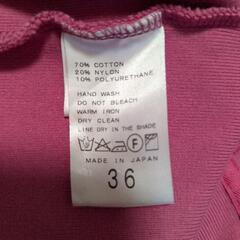 70% COTTON
20% NYLON
10% POLYURETHANE
HAND WASH
DO NOT BLEACH
WARM IRON
DRY CLEAN
LINE DRY IN THE SHADE
F
MADE IN JAPAN
36